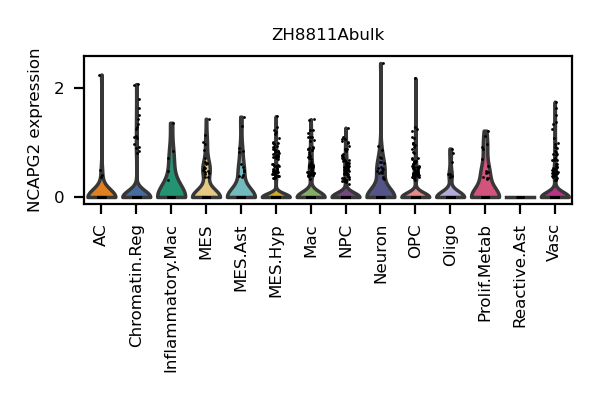 ZH8811Abulk
NCAPG2 expression
2
0
AC
Chromatin.Reg
Inflammatory.Mac
MES
MES.Ast
MES.Hyp
Mac
NPC
Neuron
OPC
Oligo
Prolif.Metab
Reactive.Ast
Vasc